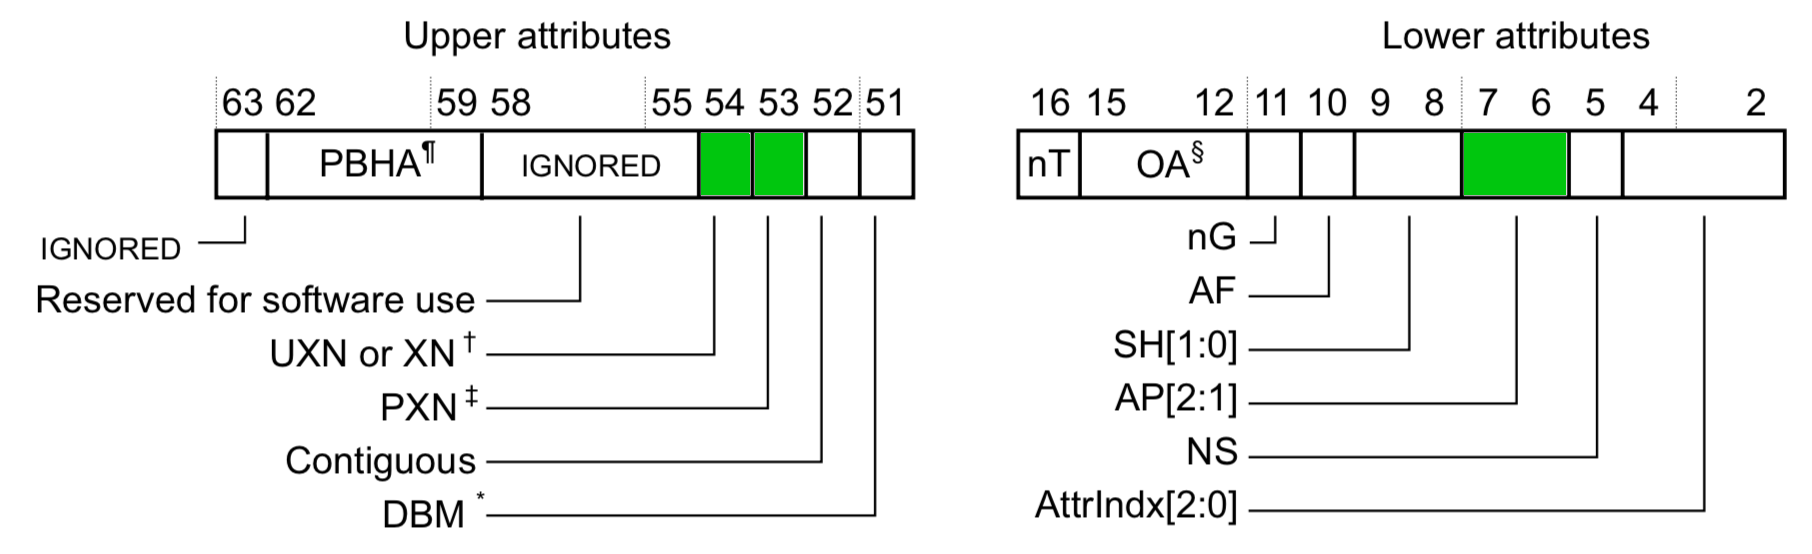 Upper attributes
Lower attributes
63 62 59 58 55 54 53 52 51
16 15 12 11 10 9 8 7 6 5 4 2
PBHA¶ IGNORED
nT OA§
IGNORED
Reserved for software use
UXN or XN †
PXN ‡
Contiguous
DBM *
nG
AF
SH[1:0]
AP[2:1]
NS
AttrIndx[2:0]